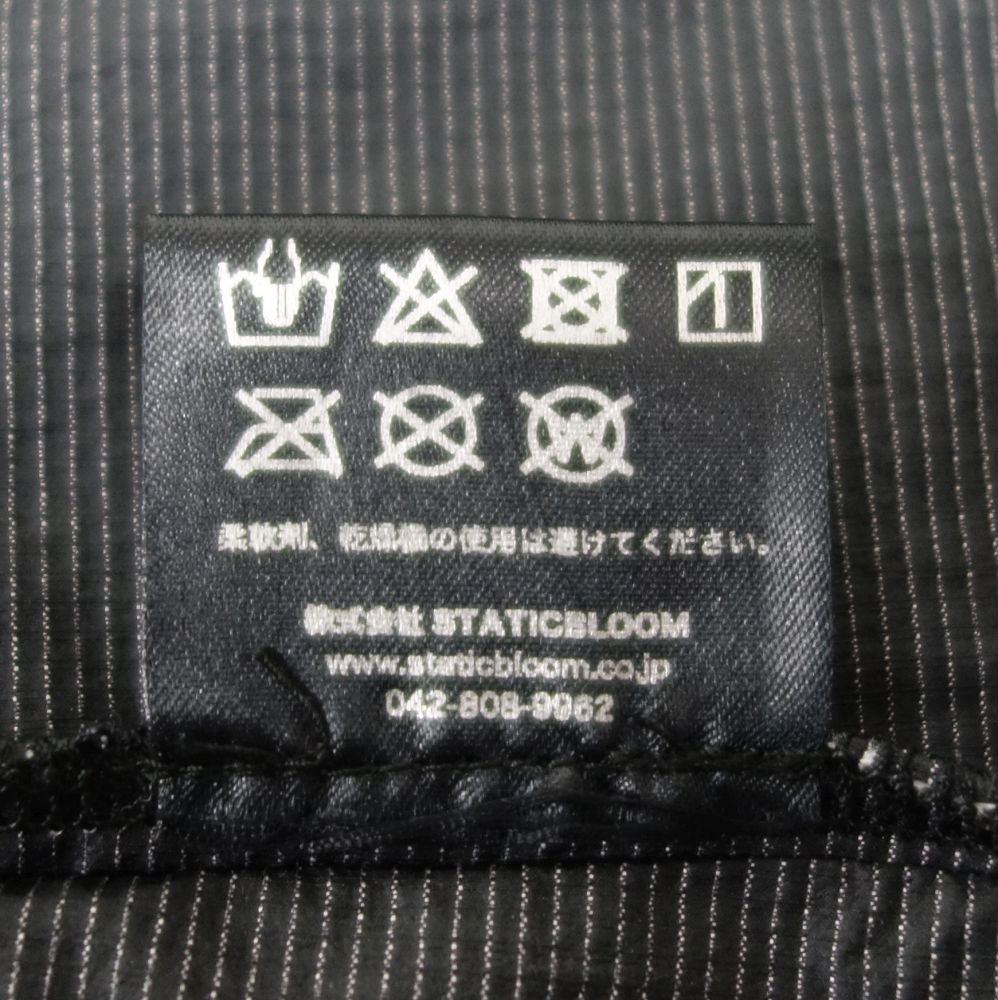 柔軟剤、乾燥機の使用は避けてください。
株式会社 STATICBLOOM
www.staticbloom.co.jp
042-808-9962